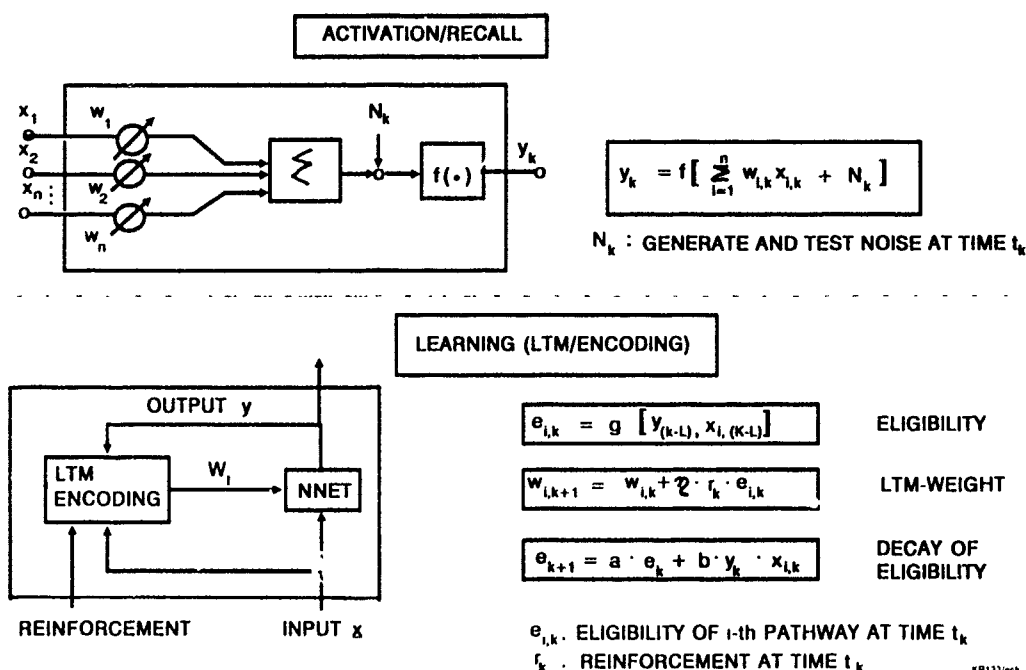 ACTIVATION/RECALL
x₁
w₁
x₂
w₂
xₙ
⋮
wₙ
Σ
Nₖ
f(·)
yₖ
yₖ = f[ Σ wᵢ,ₖ xᵢ,ₖ + Nₖ ]
n
i=1
Nₖ : GENERATE AND TEST NOISE AT TIME tₖ
LEARNING (LTM/ENCODING)
OUTPUT y
LTM
ENCODING
Wᵢ
NNET
REINFORCEMENT
INPUT x
eᵢ,ₖ = g [y(k-L), xᵢ, (K-L)]
ELIGIBILITY
wᵢ,ₖ₊₁ = wᵢ,ₖ + η · rₖ · eᵢ,ₖ
LTM-WEIGHT
eₖ₊₁ = a · eₖ + b · yₖ · xᵢ,ₖ
DECAY OF
ELIGIBILITY
eᵢ,ₖ. ELIGIBILITY OF i-th PATHWAY AT TIME tₖ
rₖ . REINFORCEMENT AT TIME tₖ